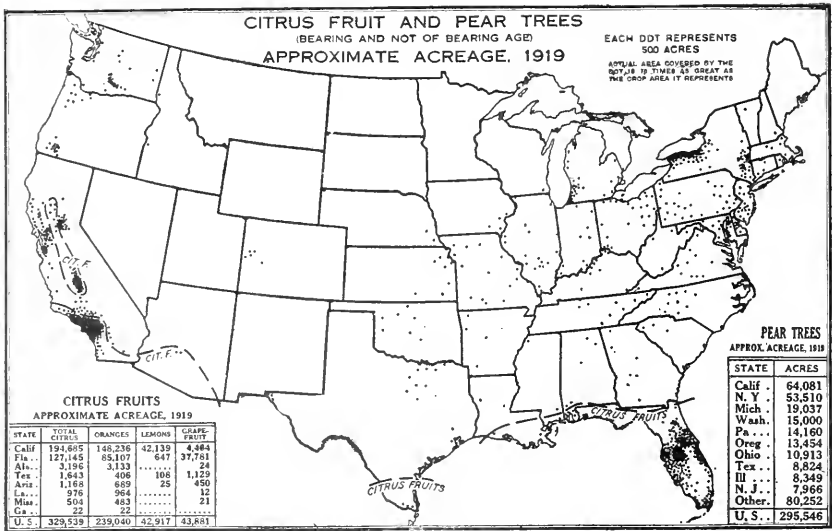 CITRUS FRUIT AND PEAR TREES
(BEARING AND NOT OF BEARING AGE)
APPROXIMATE ACREAGE, 1919
EACH DOT REPRESENTS
500 ACRES
ACTUAL AREA COVERED BY THE
DOT IS 15 TIMES AS GREAT AS
THE CROP AREA IT REPRESENTS
CIT. F.
CIT. F.
CITRUS FRUITS
CITRUS FRUITS
CITRUS FRUITS
APPROXIMATE ACREAGE, 1919
STATE TOTAL CITRUS ORANGES LEMONS GRAPE-FRUIT
Calif 194,685 148,236 42,139 4,464
Fla... 127,145 85,107 647 37,781
Ala... 3,196 3,133 ....... 24
Tex.. 1,643 406 108 1,129
Ariz.. 1,168 689 25 450
La.... 976 964 ....... 12
Miss. 504 483 ....... 21
Ga... 22 22 ....... .......
U. S.. 329,539 239,040 42,917 43,881
PEAR TREES
APPROX. ACREAGE, 1919
STATE ACRES
Calif . 64,081
N. Y . 53,510
Mich . 19,037
Wash. 15,000
Pa ... 14,160
Oreg . 13,454
Ohio . 10,913
Tex.. 8,824
Ill ... 8,349
N. J.. 7,966
Other. 80,252
U. S.. 295,546